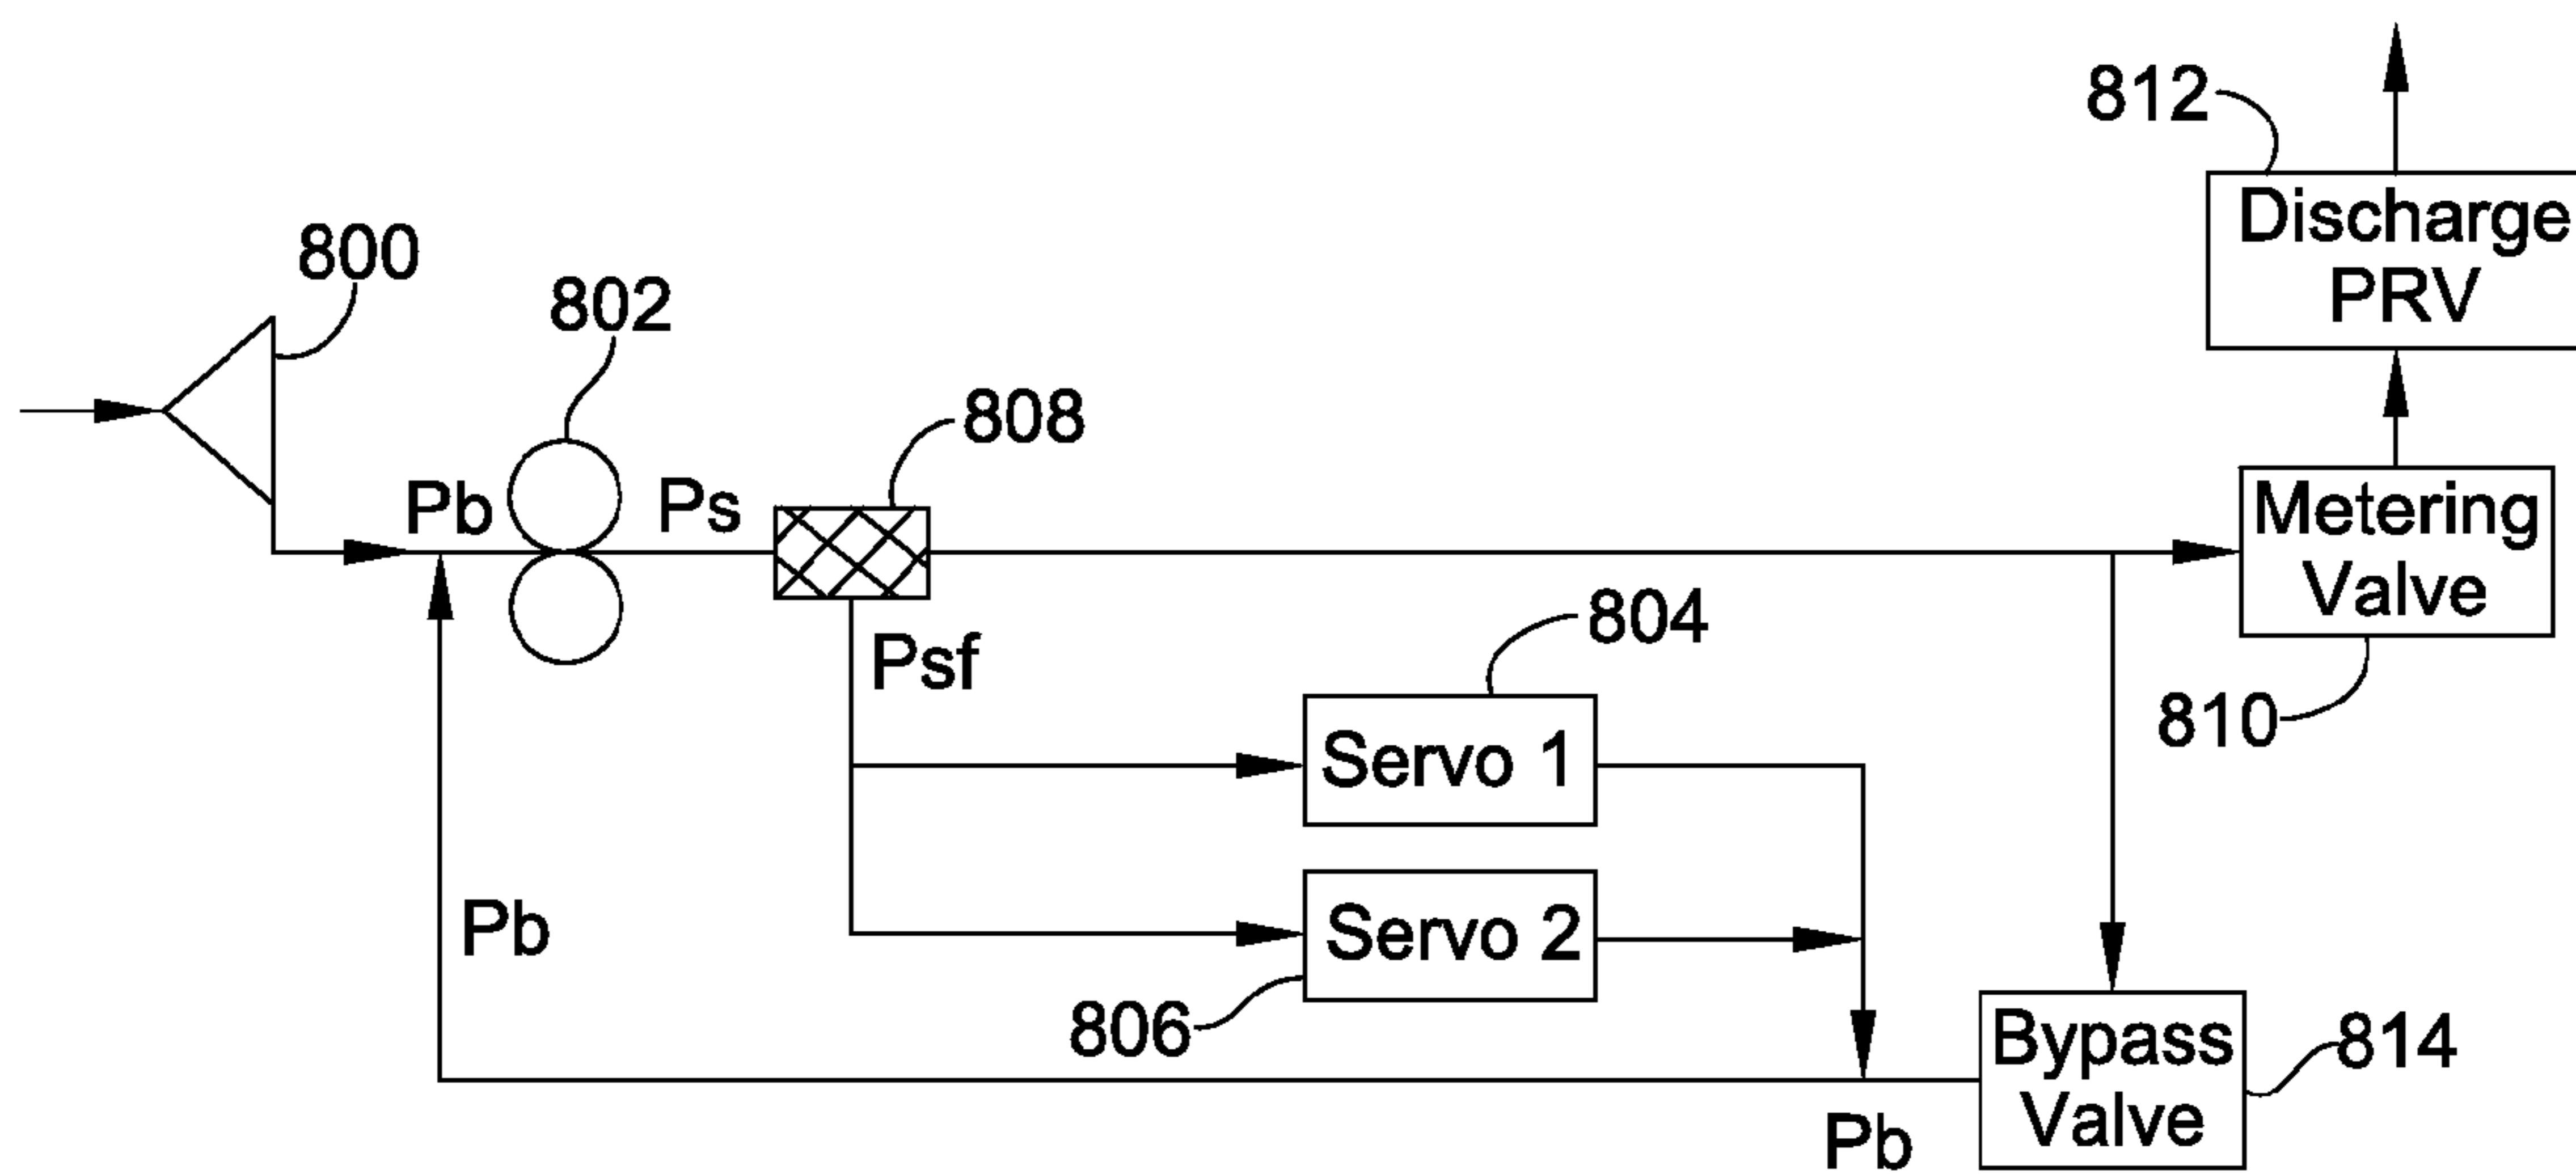 812
Discharge
PRV
800
802
808
Pb
Ps
Metering
Valve
804
Psf
810
Servo 1
Servo 2
Pb
806
Bypass
Valve
814
Pb